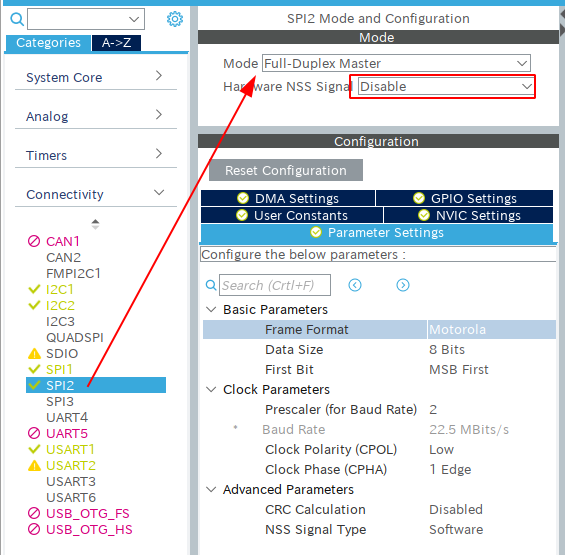 Categories
A->Z
System Core
Analog
Timers
Connectivity
CAN1
CAN2
FMPI2C1
I2C1
I2C2
I2C3
QUADSPI
SDIO
SPI1
SPI2
SPI3
UART4
UART5
USART1
USART2
USART3
USART6
USB_OTG_FS
USB_OTG_HS
SPI2 Mode and Configuration
Mode
Mode Full-Duplex Master
Hardware NSS Signal Disable
Configuration
Reset Configuration
DMA Settings
GPIO Settings
User Constants
NVIC Settings
Parameter Settings
Configure the below parameters :
Search (Crtl+F)
Basic Parameters
Frame Format Motorola
Data Size 8 Bits
First Bit MSB First
Clock Parameters
Prescaler (for Baud Rate) 2
* Baud Rate 22.5 MBits/s
Clock Polarity (CPOL) Low
Clock Phase (CPHA) 1 Edge
Advanced Parameters
CRC Calculation Disabled
NSS Signal Type Software